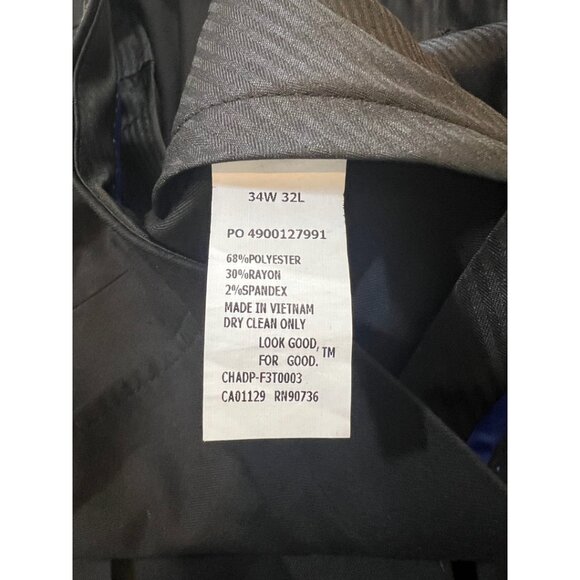 34W 32L
PO 4900127991
68%POLYESTER
30%RAYON
2%SPANDEX
MADE IN VIETNAM
DRY CLEAN ONLY
LOOK GOOD,
FOR GOOD.™
CHADP-F3T0003
CA01129 RN90736